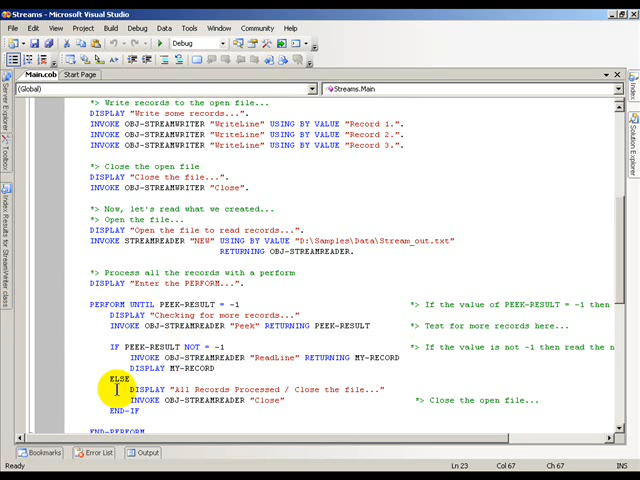 Streams - Microsoft Visual Studio
File Edit View Project Build Debug Data Tools Window Community Help
Debug
Main.cob Start Page
(Global) Streams.Main
*> Write records to the open file...
DISPLAY "Write some records...".
INVOKE OBJ-STREAMWRITER "WriteLine" USING BY VALUE "Record 1.".
INVOKE OBJ-STREAMWRITER "WriteLine" USING BY VALUE "Record 2.".
INVOKE OBJ-STREAMWRITER "WriteLine" USING BY VALUE "Record 3.".
*> Close the open file
DISPLAY "Close the file...".
INVOKE OBJ-STREAMWRITER "Close".
*> Now, let's read what we created...
*> Open the file...
DISPLAY "Open the file to read records...".
INVOKE STREAMREADER "NEW" USING BY VALUE "D:\Samples\Data\Stream_out.txt"
RETURNING OBJ-STREAMREADER.
*> Process all the records with a perform
DISPLAY "Enter the PERFORM...".
PERFORM UNTIL PEEK-RESULT = -1 *> If the value of PEEK-RESULT = -1 then
DISPLAY "Checking for more records..."
INVOKE OBJ-STREAMREADER "Peek" RETURNING PEEK-RESULT *> Test for more records here...
IF PEEK-RESULT NOT = -1 *> If the value is not -1 then read the n
INVOKE OBJ-STREAMREADER "ReadLine" RETURNING MY-RECORD
DISPLAY MY-RECORD
ELSE
DISPLAY "All Records Processed / Close the file..."
INVOKE OBJ-STREAMREADER "Close" *> Close the open file...
END-IF
END-PERFORM
Bookmarks Error List Output
Ready Ln 23 Col 67 Ch 67 INS
Server Explorer
Toolbox
Index Results for StreamWriter class
Index
Solution Explorer